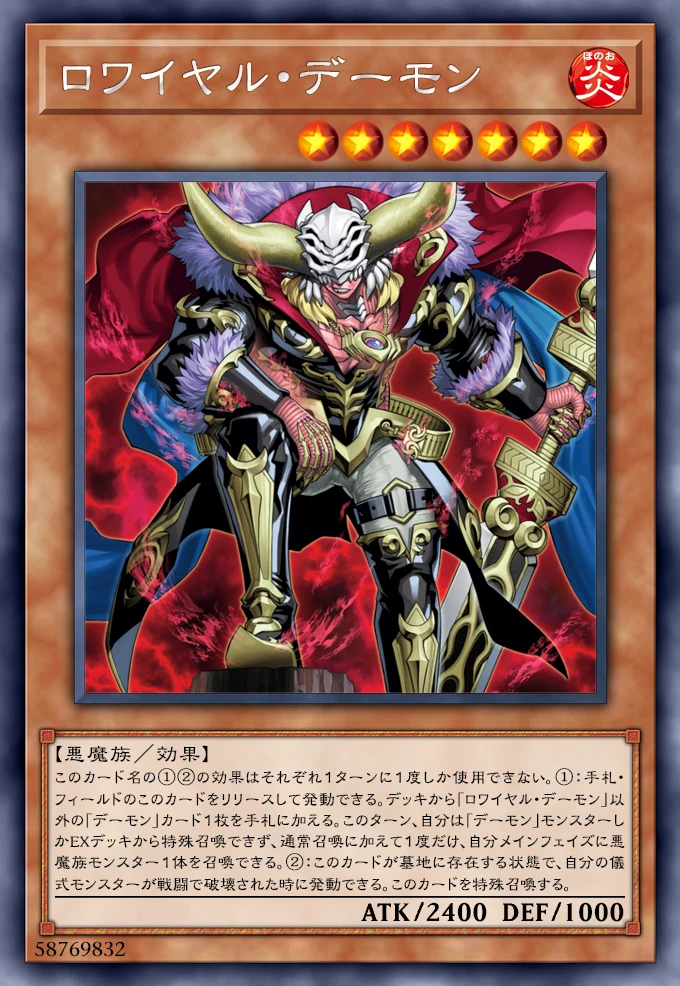 ロワイヤル・デーモン
ほのお
炎
【悪魔族／効果】
このカード名の①②の効果はそれぞれ1ターンに1度しか使用できない。①：手札・
フィールドのこのカードをリリースして発動できる。デッキから「ロワイヤル・デーモン」以
外の「デーモン」カード1枚を手札に加える。このターン、自分は「デーモン」モンスターし
かEXデッキから特殊召喚できず、通常召喚に加えて1度だけ、自分メインフェイズに悪
魔族モンスター1体を召喚できる。②：このカードが墓地に存在する状態で、自分の儀
式モンスターが戦闘で破壊された時に発動できる。このカードを特殊召喚する。
ATK/2400 DEF/1000
58769832